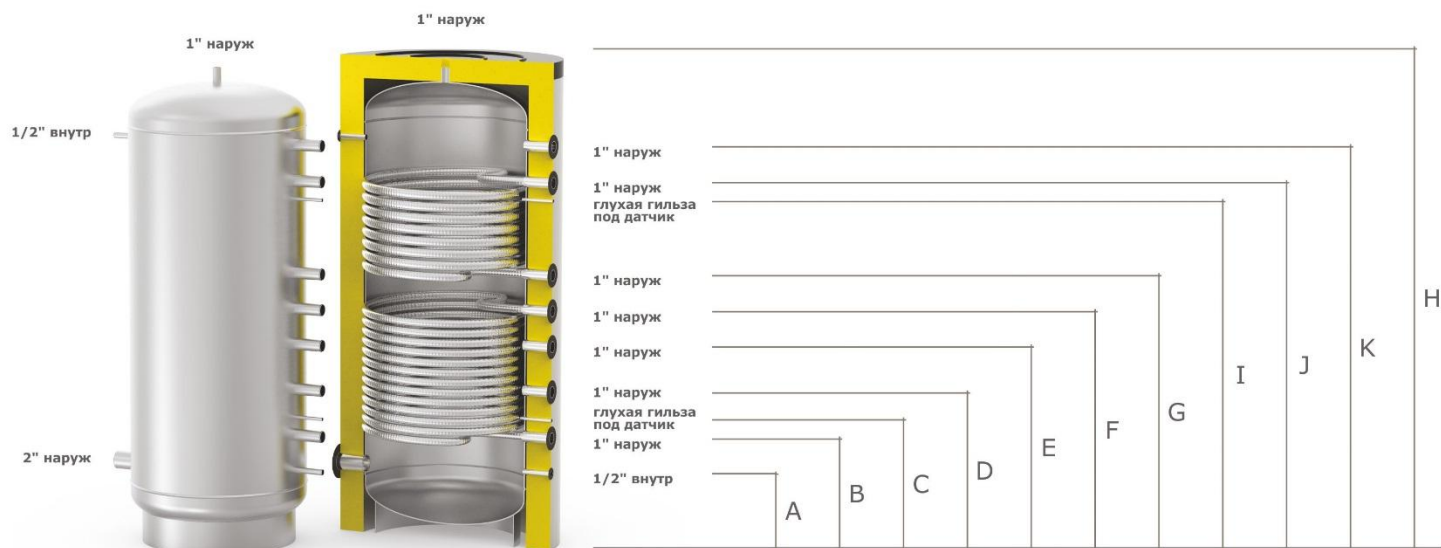 1" наруж
1" наруж
1/2" внутр
2" наруж
1" наруж
1" наруж
глухая гильза
под датчик
1" наруж
1" наруж
1" наруж
1" наруж
глухая гильза
под датчик
1" наруж
1/2" внутр
A
B
C
D
E
F
G
I
J
K
H